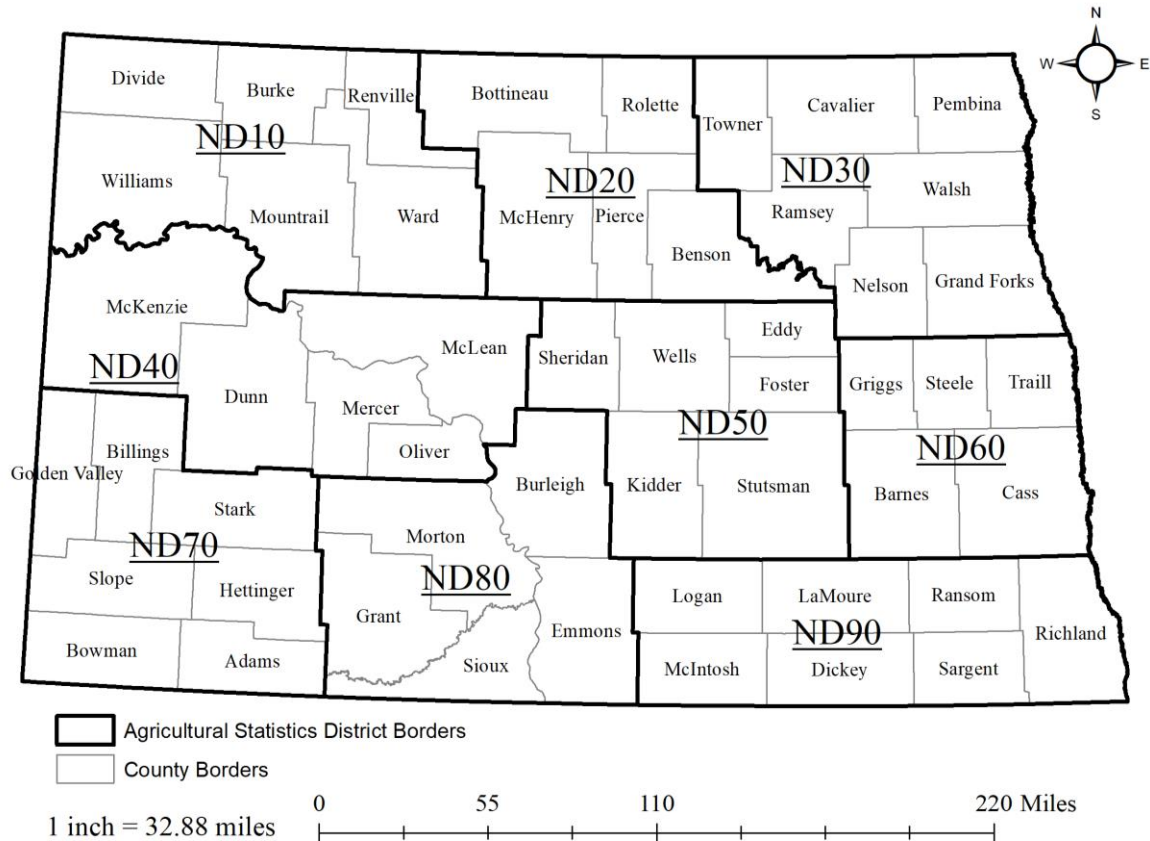 N
W E
S
Divide
Burke
Renville
Bottineau
Rolette
Towner
Cavalier
Pembina
ND10
ND20
ND30
Williams
Mountrail
Ward
McHenry
Pierce
Benson
Ramsey
Walsh
Nelson
Grand Forks
McKenzie
McLean
Sheridan
Wells
Eddy
Foster
Griggs
Steele
Traill
ND40
Dunn
Mercer
Oliver
ND50
ND60
Golden Valley
Billings
Stark
Burleigh
Kidder
Stutsman
Barnes
Cass
ND70
Morton
ND80
Slope
Hettinger
Grant
Emmons
Logan
LaMoure
Ransom
Richland
ND90
Bowman
Adams
Sioux
McIntosh
Dickey
Sargent
Agricultural Statistics District Borders
County Borders
0 55 110 220 Miles
1 inch = 32.88 miles